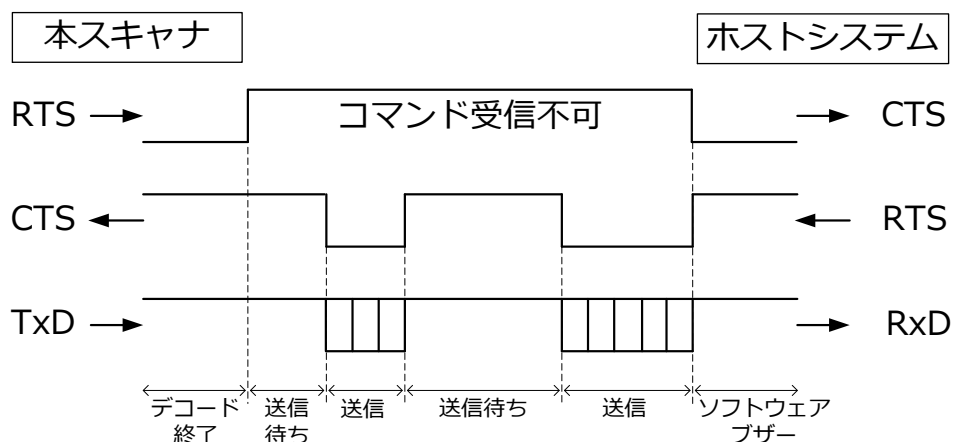 本スキャナ
ホストシステム
RTS
コマンド受信不可
CTS
CTS
RTS
TxD
RxD
デコード
終了
送信
待ち
送信
送信待ち
送信
ソフトウェア
ブザー